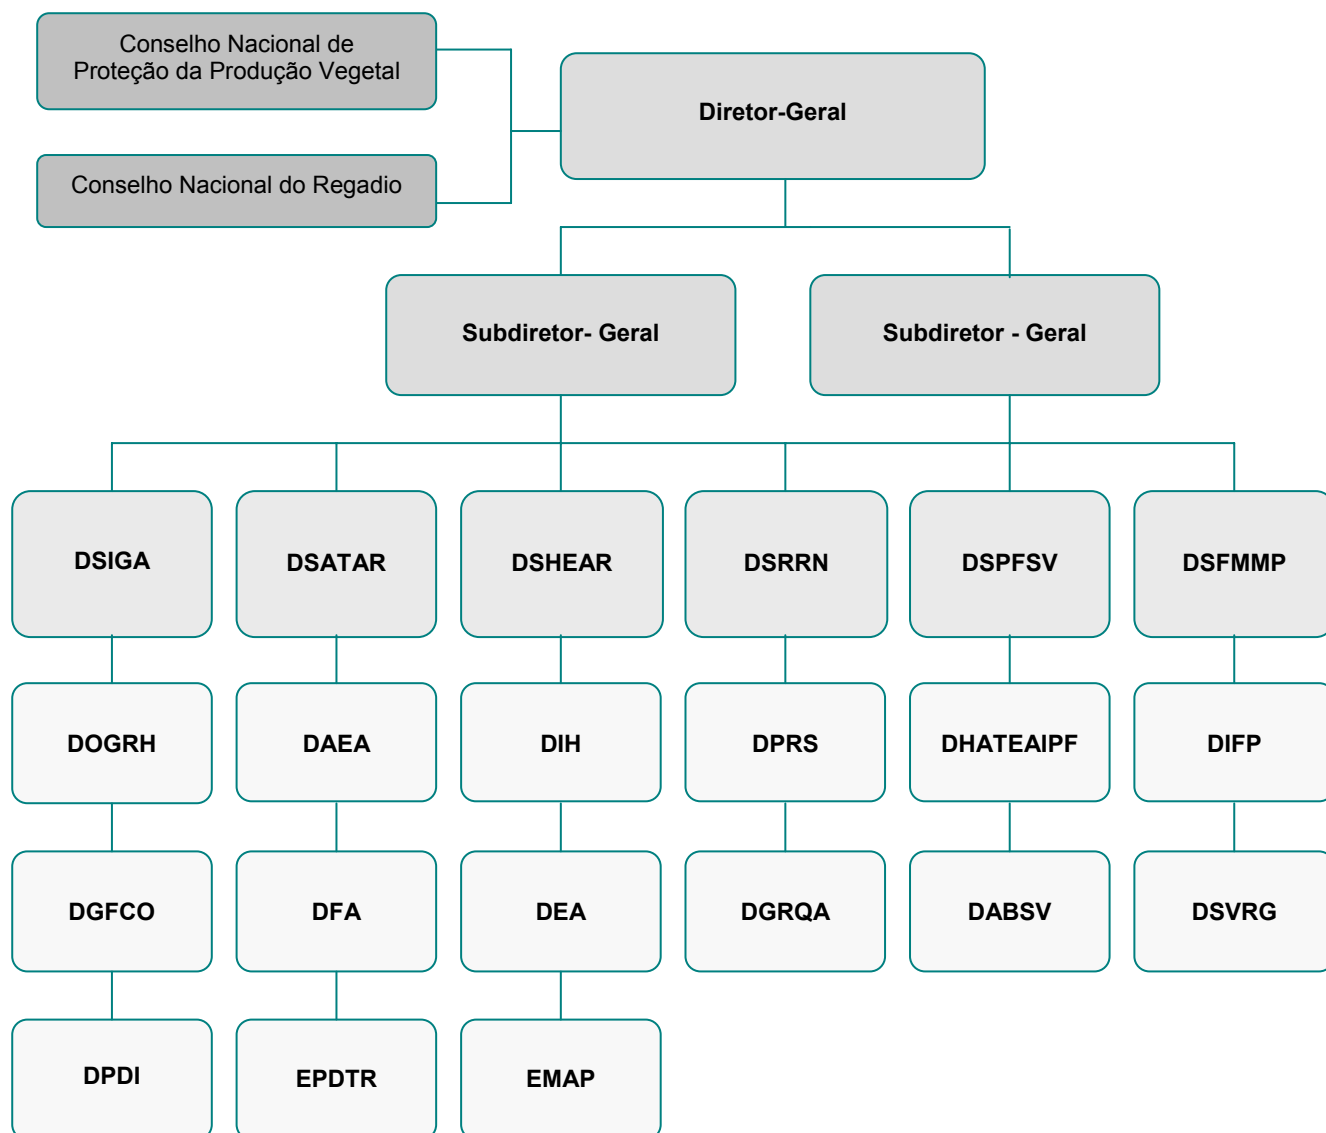 Conselho Nacional de
Proteção da Produção Vegetal
Diretor-Geral
Conselho Nacional do Regadio
Subdiretor- Geral
Subdiretor - Geral
DSIGA
DSATAR
DSHEAR
DSRRN
DSPFSV
DSFMMP
DOGRH
DAEA
DIH
DPRS
DHATEAIPF
DIFP
DGFCO
DFA
DEA
DGRQA
DABSV
DSVRG
DPDI
EPDTR
EMAP